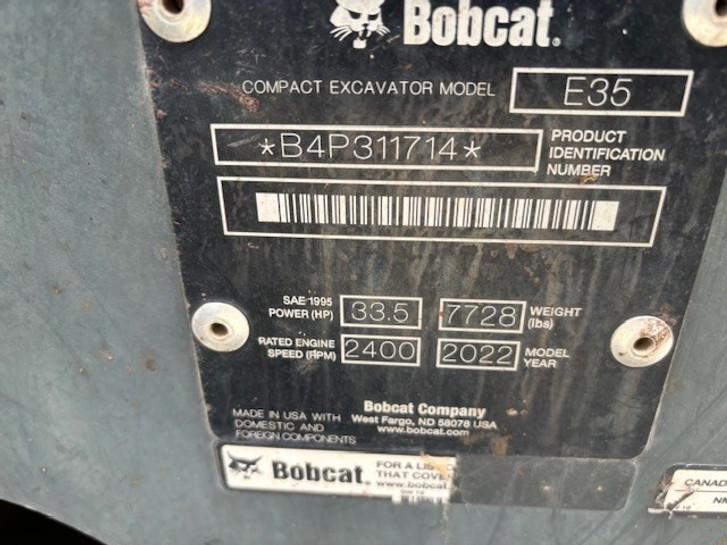 Bobcat.
COMPACT EXCAVATOR MODEL E35
*B4P311714*
PRODUCT
IDENTIFICATION
NUMBER
SAE 1995
POWER (HP) 33.5
7728 WEIGHT
(lbs)
RATED ENGINE
SPEED (RPM) 2400
2022 MODEL
YEAR
MADE IN USA WITH
DOMESTIC AND
FOREIGN COMPONENTS
Bobcat Company
West Fargo, ND 58078 USA
www.bobcat.com
Bobcat.
FOR A
THAT
www.bobcat.